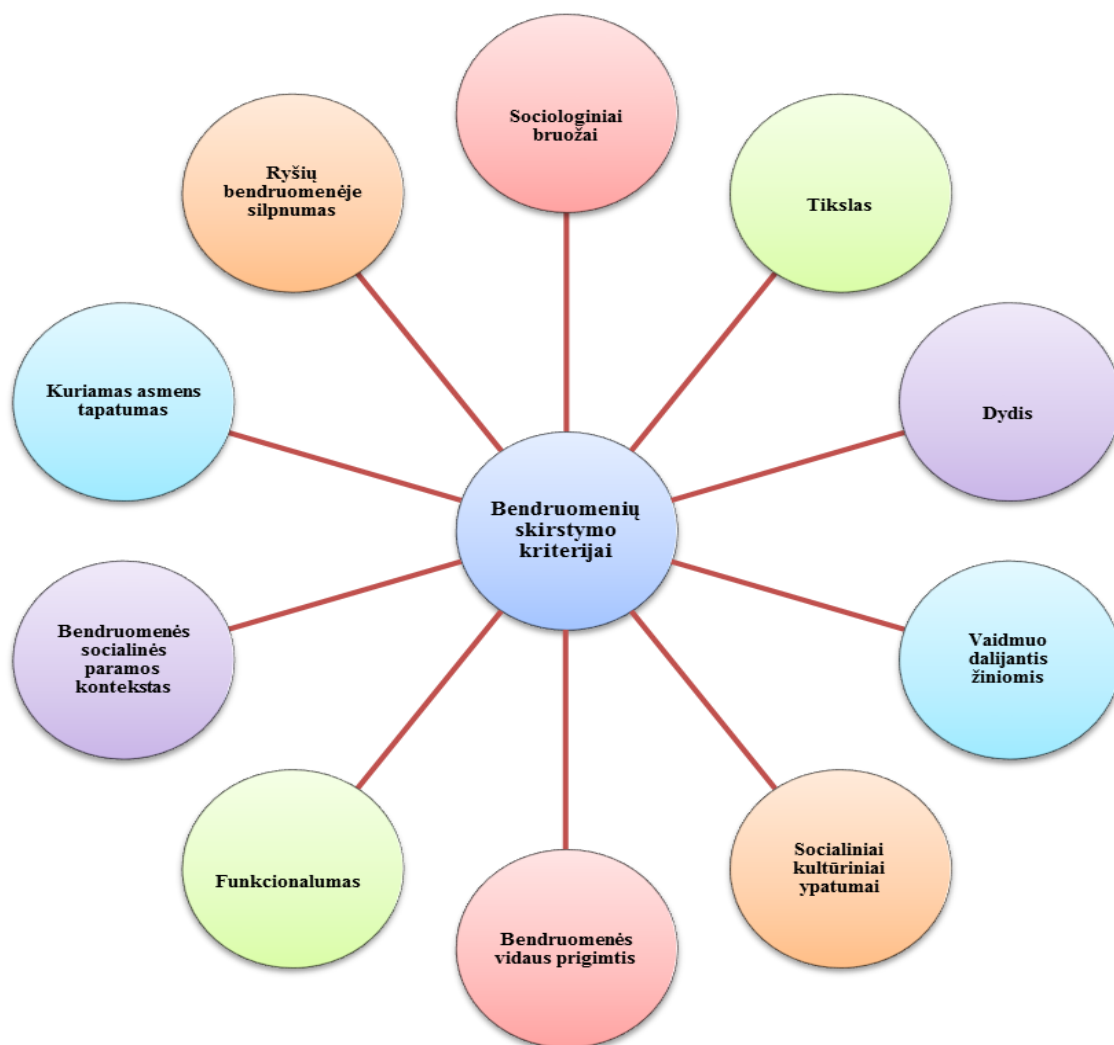 Sociologiniai
bruožai
Tikslas
Dydis
Vaidmuo
dalijantis
žiniomis
Socialiniai
kultūriniai
ypatumai
Bendruomenės
vidaus prigimtis
Funkcionalumas
Bendruomenės
socialinės
paramos
kontekstas
Kuriamas asmens
tapatumas
Ryšių
bendruomenėje
silpnumas
Bendruomenių
skirstymo
kriterijai